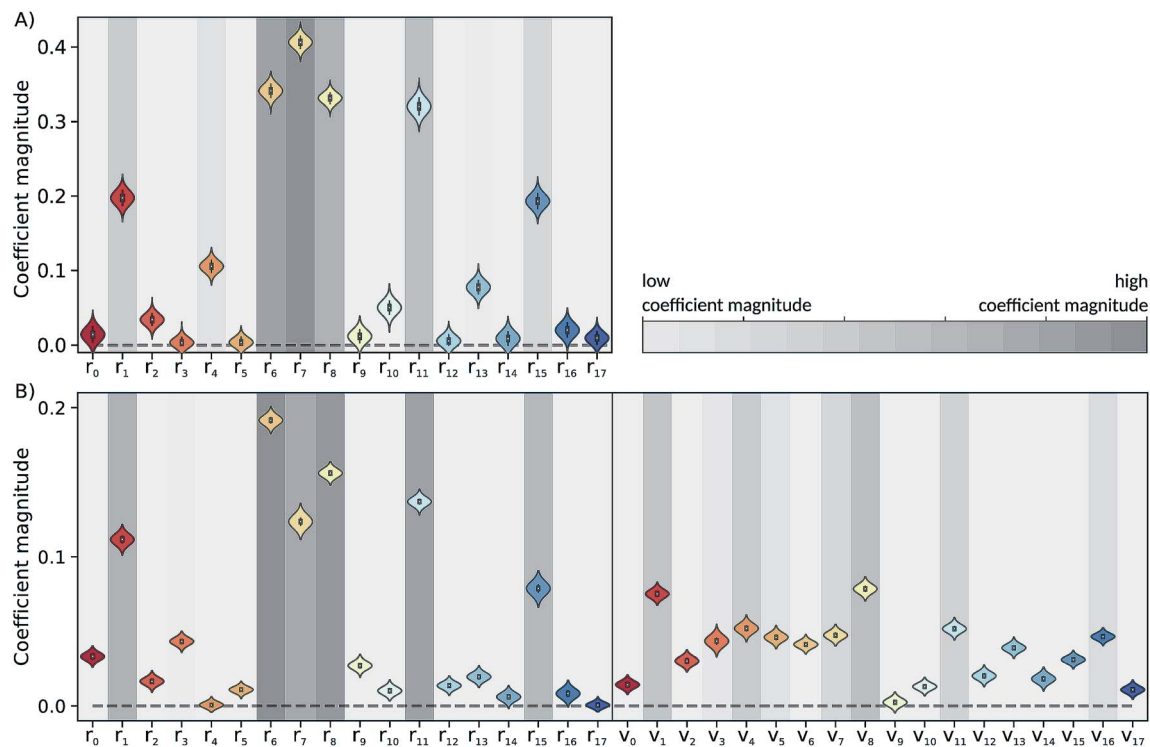 A)
Coefficient magnitude
0.4
0.3
0.2
0.1
0.0
r₀ r₁ r₂ r₃ r₄ r₅ r₆ r₇ r₈ r₉ r₁₀ r₁₁ r₁₂ r₁₃ r₁₄ r₁₅ r₁₆ r₁₇
low high
coefficient magnitude coefficient magnitude
B)
Coefficient magnitude
0.2
0.1
0.0
r₀ r₁ r₂ r₃ r₄ r₅ r₆ r₇ r₈ r₉ r₁₀ r₁₁ r₁₂ r₁₃ r₁₄ r₁₅ r₁₆ r₁₇ v₀ v₁ v₂ v₃ v₄ v₅ v₆ v₇ v₈ v₉ v₁₀ v₁₁ v₁₂ v₁₃ v₁₄ v₁₅ v₁₆ v₁₇